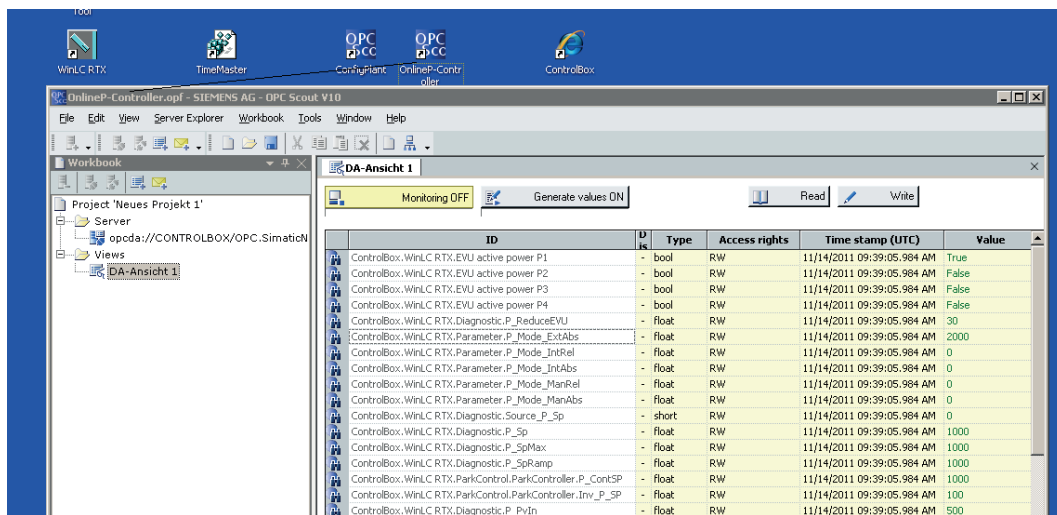 Tool
WinLC RTX
TimeMaster
ConfigPlant
OnlineP-Contr
oller
ControlBox
OnlineP-Controller.opf - SIEMENS AG - OPC Scout V10
File Edit View Server Explorer Workbook Tools Window Help
Workbook
Project 'Neues Projekt 1'
Server
opcda://CONTROLBOX/OPC.SimaticN
Views
DA-Ansicht 1
DA-Ansicht 1
Monitoring OFF Generate values ON Read Write
ID Dis Type Access rights Time stamp (UTC) Value
ControlBox.WinLC RTX.EVU active power P1 - bool RW 11/14/2011 09:39:05.984 AM True
ControlBox.WinLC RTX.EVU active power P2 - bool RW 11/14/2011 09:39:05.984 AM False
ControlBox.WinLC RTX.EVU active power P3 - bool RW 11/14/2011 09:39:05.984 AM False
ControlBox.WinLC RTX.EVU active power P4 - bool RW 11/14/2011 09:39:05.984 AM False
ControlBox.WinLC RTX.Diagnostic.P_ReduceEVU - float RW 11/14/2011 09:39:05.984 AM 30
ControlBox.WinLC RTX.Parameter.P_Mode_ExtAbs - float RW 11/14/2011 09:39:05.984 AM 2000
ControlBox.WinLC RTX.Parameter.P_Mode_IntRel - float RW 11/14/2011 09:39:05.984 AM 0
ControlBox.WinLC RTX.Parameter.P_Mode_IntAbs - float RW 11/14/2011 09:39:05.984 AM 0
ControlBox.WinLC RTX.Parameter.P_Mode_ManRel - float RW 11/14/2011 09:39:05.984 AM 0
ControlBox.WinLC RTX.Parameter.P_Mode_ManAbs - float RW 11/14/2011 09:39:05.984 AM 0
ControlBox.WinLC RTX.Diagnostic.Source_P_Sp - short RW 11/14/2011 09:39:05.984 AM 0
ControlBox.WinLC RTX.Diagnostic.P_Sp - float RW 11/14/2011 09:39:05.984 AM 1000
ControlBox.WinLC RTX.Diagnostic.P_SpMax - float RW 11/14/2011 09:39:05.984 AM 1000
ControlBox.WinLC RTX.Diagnostic.P_SpRamp - float RW 11/14/2011 09:39:05.984 AM 1000
ControlBox.WinLC RTX.ParkControl.ParkController.P_ContSP - float RW 11/14/2011 09:39:05.984 AM 1000
ControlBox.WinLC RTX.ParkControl.ParkController.Inv_P_SP - float RW 11/14/2011 09:39:05.984 AM 100
ControlBox.WinLC RTX.Diagnostic.P_PvIn - float RW 11/14/2011 09:39:05.984 AM 500